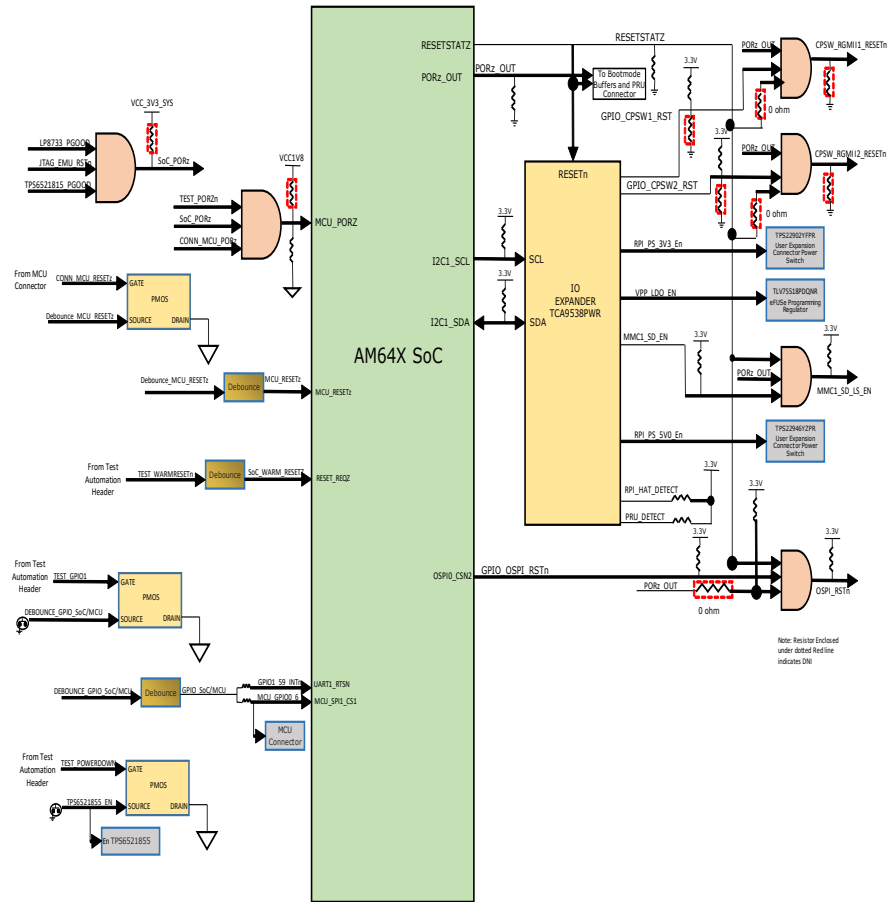 RESETSTATZ
RESETSTATZ
PORz_OUT
PORz_OUT
To Bootmode
Buffers and PRU
Connector
3.3V
PORz_OUT
CPSW_RGMII1_RESETn
0 ohm
GPIO_CPSW1_RST
3.3V
PORz_OUT
CPSW_RGMII2_RESETn
GPIO_CPSW2_RST
0 ohm
VCC_3V3_SYS
LP8733_PGOOD
JTAG_EMU_RSTn
TPS6521815_PGOOD
SoC_PORz
VCC1V8
TEST_PORZn
SoC_PORz
CONN_MCU_PORz
MCU_PORZ
From MCU
Connector
CONN_MCU_RESETz
GATE
PMOS
Debounce_MCU_RESETz
SOURCE
DRAIN
RESETn
3.3V
I2C1_SCL
SCL
3.3V
I2C1_SDA
SDA
IO
EXPANDER
TCA9538PWR
RPI_PS_3V3_En
TPS22902YFPR
User Expansion
Connector Power
Switch
VPP_LDO_EN
TLV75518PDQNR
eFUSe Programming
Regulator
MMC1_SD_EN
3.3V
3.3V
PORz_OUT
MMC1_SD_LS_EN
AM64X SoC
Debounce_MCU_RESETz
Debounce
MCU_RESETz
MCU_RESETz
RPI_PS_5V0_En
TPS22946YZPR
User Expansion
Connector Power
Switch
From Test
Automation
Header
TEST_WARMRESETn
Debounce
SoC_WARM_RESETZ
RESET_REQZ
3.3V
RPI_HAT_DETECT
PRU_DETECT
3.3V
3.3V
3.3V
From Test
Automation
Header
TEST_GPIO1
GATE
PMOS
DEBOUNCE_GPIO_SoC/MCU
SOURCE
DRAIN
OSPI0_CSN2
GPIO_OSPI_RSTn
PORz_OUT
0 ohm
OSPI_RSTn
Note: Resistor Enclosed
under dotted Red line
indicates DNI
DEBOUNCE_GPIO_SoC/MCU
Debounce
GPIO_SoC/MCU
GPIO1_59_INTn
UART1_RTSN
MCU_GPIO0_6
MCU_SPI1_CS1
MCU
Connector
From Test
Automation
Header
TEST_POWERDOWN
GATE
PMOS
TPS6521855_EN
SOURCE
DRAIN
En TPS6521855